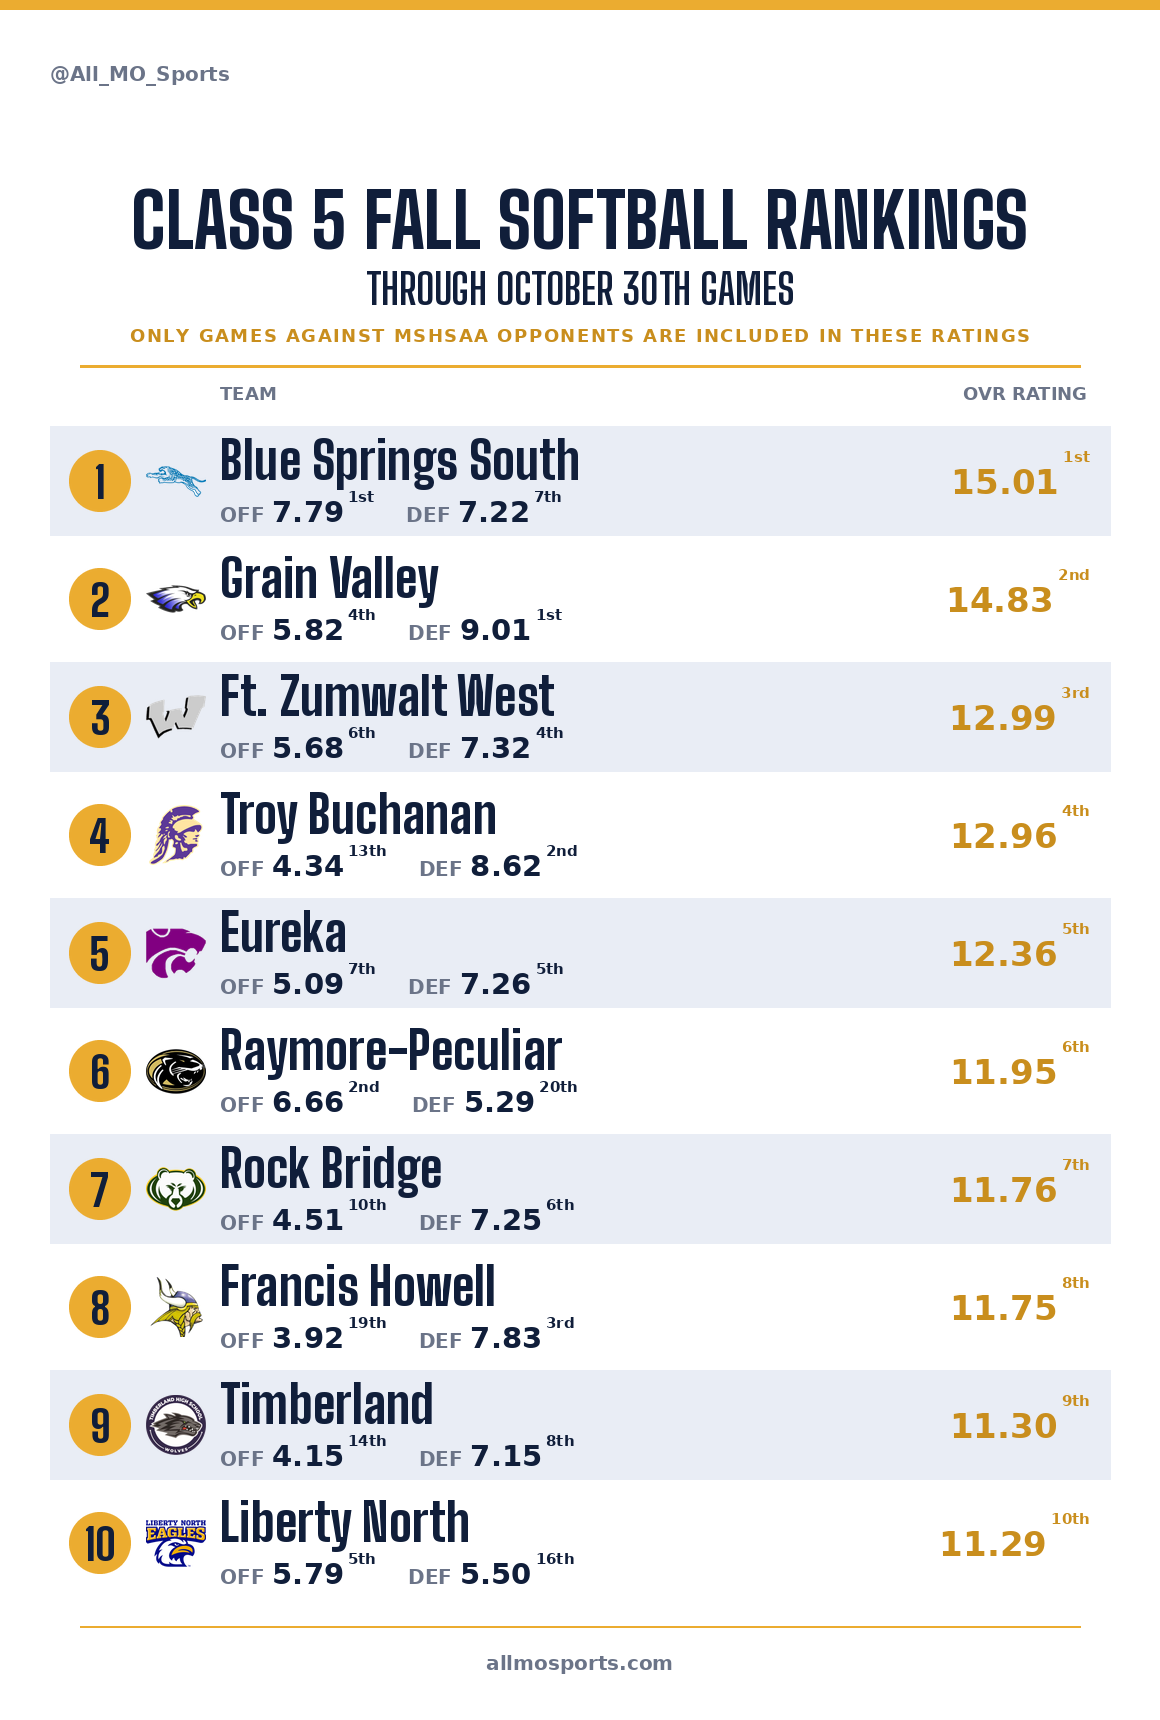 @All_MO_Sports
CLASS 5 FALL SOFTBALL RANKINGS
THROUGH OCTOBER 30TH GAMES
ONLY GAMES AGAINST MSHSAA OPPONENTS ARE INCLUDED IN THESE RATINGS
TEAM OVR RATING
1 Blue Springs South
OFF 7.79 1st DEF 7.22 7th
15.01 1st
2 Grain Valley
OFF 5.82 4th DEF 9.01 1st
14.83 2nd
3 Ft. Zumwalt West
OFF 5.68 6th DEF 7.32 4th
12.99 3rd
W
4 Troy Buchanan
OFF 4.34 13th DEF 8.62 2nd
12.96 4th
5 Eureka
OFF 5.09 7th DEF 7.26 5th
12.36 5th
6 Raymore-Peculiar
OFF 6.66 2nd DEF 5.29 20th
11.95 6th
7 Rock Bridge
OFF 4.51 10th DEF 7.25 6th
11.76 7th
8 Francis Howell
OFF 3.92 19th DEF 7.83 3rd
11.75 8th
9 Timberland
OFF 4.15 14th DEF 7.15 8th
11.30 9th
TIMBERLAND HIGH SCHOOL
WOLVES
10 Liberty North
OFF 5.79 5th DEF 5.50 16th
11.29 10th
LIBERTY NORTH
EAGLES
allmosports.com